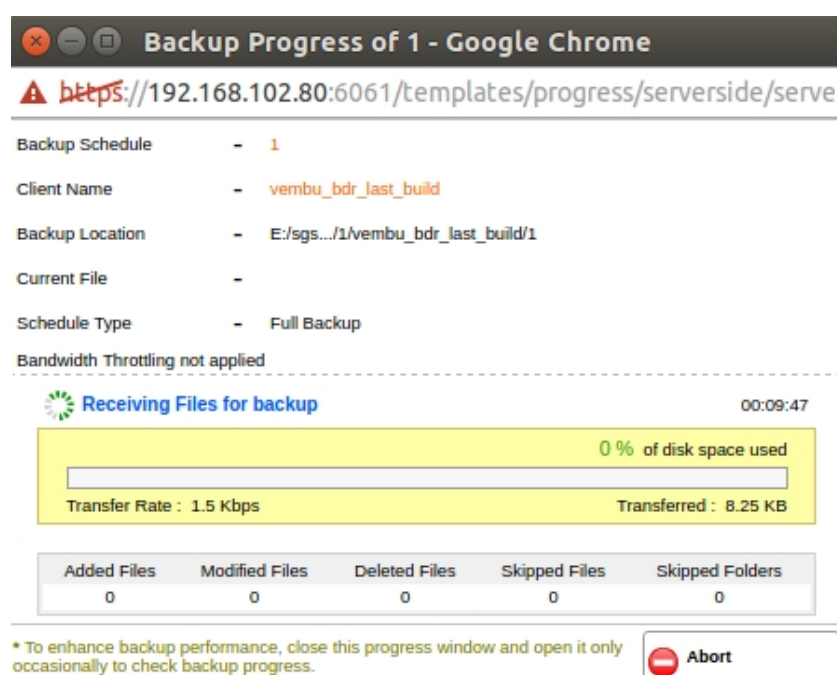 Backup Progress of 1 - Google Chrome
https://192.168.102.80:6061/templates/progress/serverside/serve
Backup Schedule - 1
Client Name - vembu_bdr_last_build
Backup Location - E:/sgs.../1/vembu_bdr_last_build/1
Current File -
Schedule Type - Full Backup
Bandwidth Throttling not applied
Receiving Files for backup 00:09:47
0 % of disk space used
Transfer Rate : 1.5 Kbps Transferred : 8.25 KB
Added Files Modified Files Deleted Files Skipped Files Skipped Folders
0 0 0 0 0
* To enhance backup performance, close this progress window and open it only
occasionally to check backup progress.
Abort